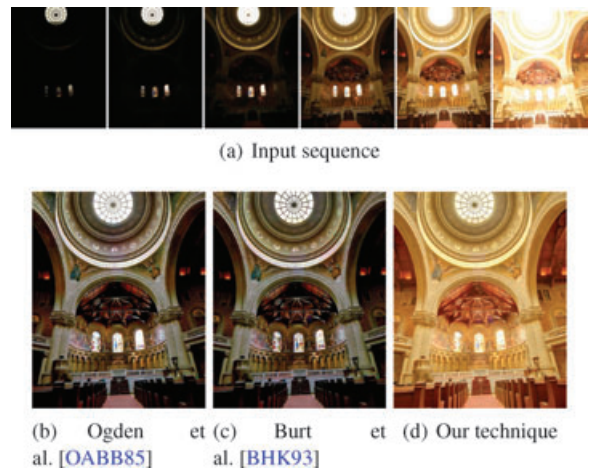 (a) Input sequence
(b) Ogden et al. [OABB85]
(c) Burt et al. [BHK93]
(d) Our technique